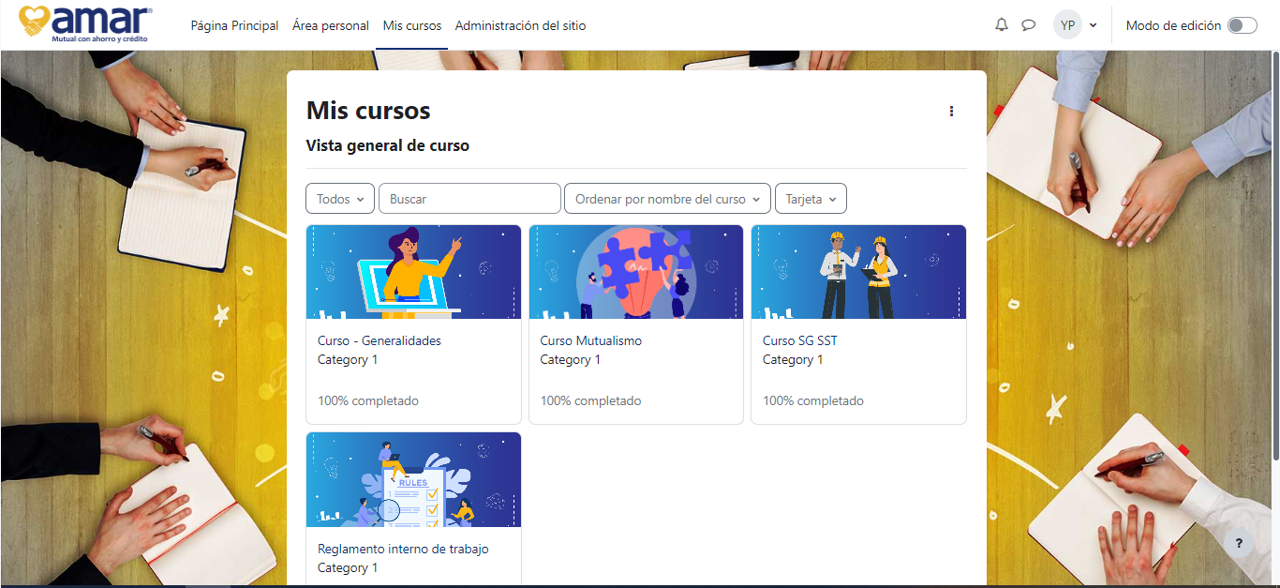 amar
Mutual con ahorro y crédito
Página Principal Área personal Mis cursos Administración del sitio
YP
Modo de edición
Mis cursos
Vista general de curso
Todos
Buscar
Ordenar por nombre del curso
Tarjeta
Curso - Generalidades
Category 1
100% completado
Curso Mutualismo
Category 1
100% completado
Curso SG SST
Category 1
100% completado
RULES
1
2
3
Reglamento interno de trabajo
Category 1
?